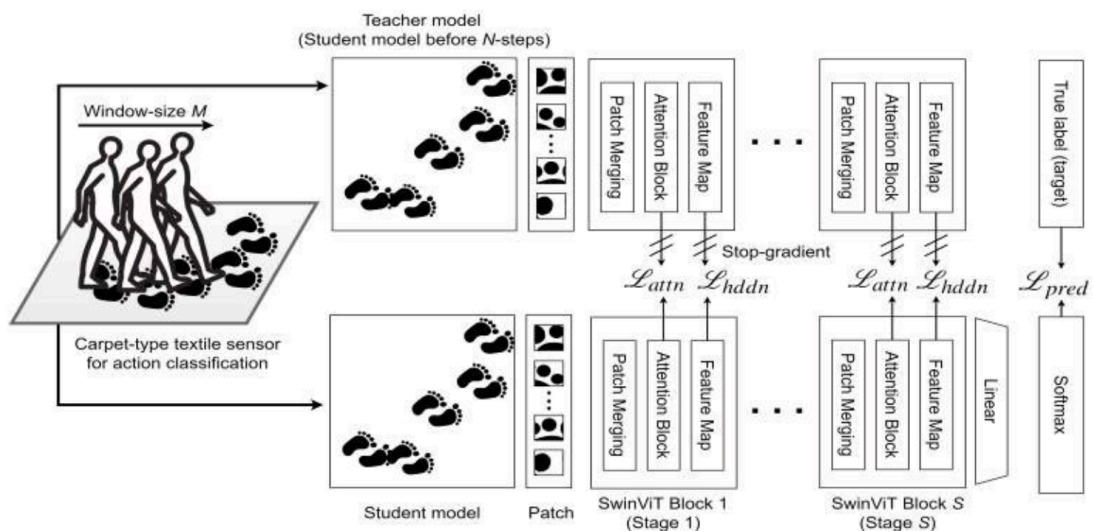 Teacher model
(Student model before N-steps)
Window-size M
Patch Merging
Attention Block
Feature Map
Patch Merging
Attention Block
Feature Map
True label (target)
Stop-gradient
ℒattn
ℒhddn
ℒattn
ℒhddn
ℒpred
Carpet-type textile sensor
for action classification
Patch Merging
Attention Block
Feature Map
Patch Merging
Attention Block
Feature Map
Linear
Softmax
Student model
Patch
SwinViT Block 1
(Stage 1)
SwinViT Block S
(Stage S)